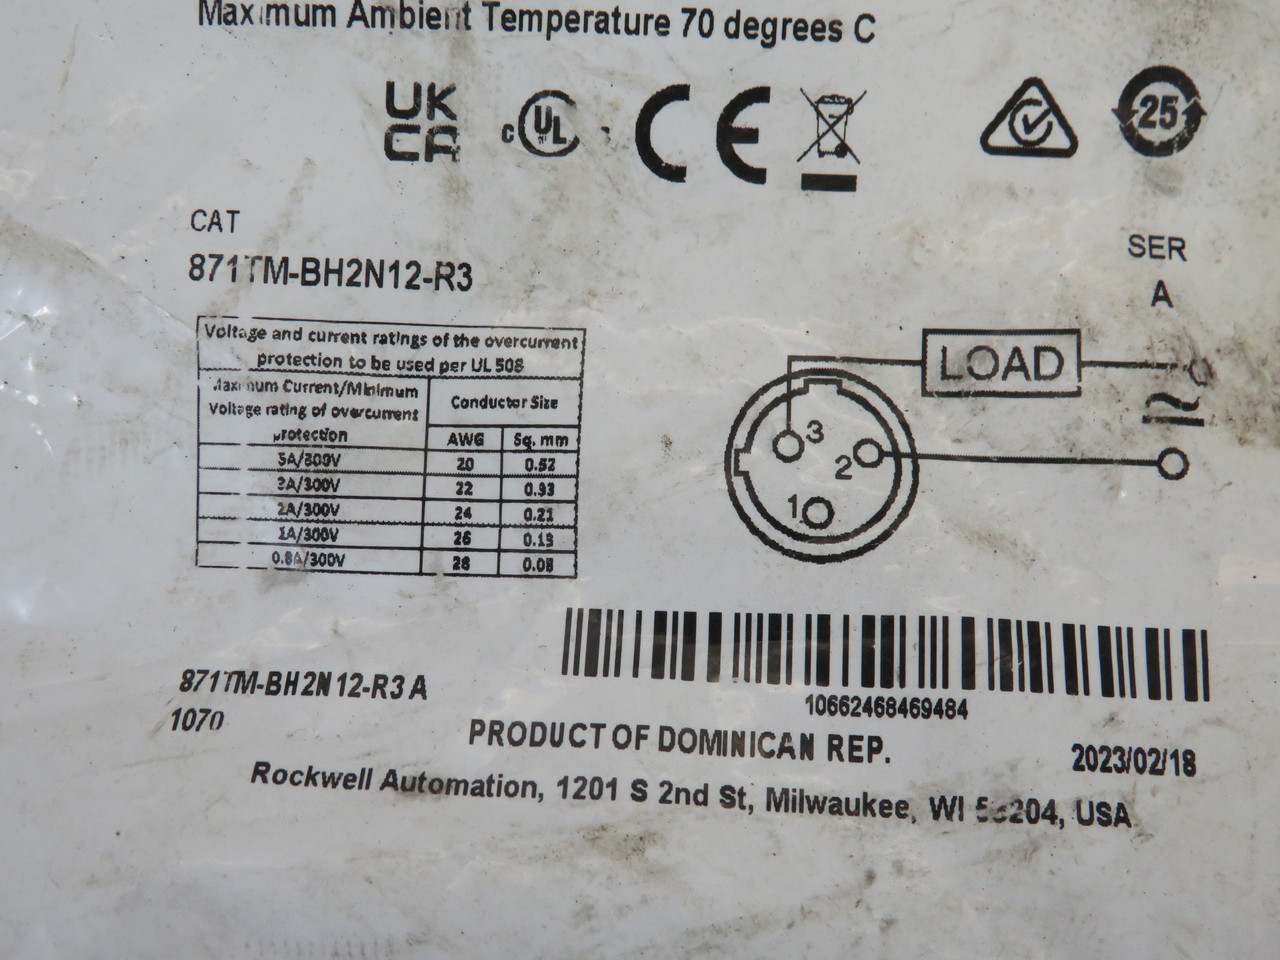 Maximum Ambient Temperature 70 degrees C
UK
CA
c UL
CE
25
CAT
871TM-BH2N12-R3
SER
A
Voltage and current ratings of the overcurrent
protection to be used per UL 508
Maximum Current/Minimum
Voltage rating of overcurrent
protection
Conductor Size
AWG Sq. mm
5A/300V 20 0.52
3A/300V 22 0.33
2A/300V 24 0.21
1A/300V 26 0.13
0.8A/300V 28 0.08
LOAD
3
2
1
10662468469484
871TM-BH2N12-R3 A
1070
PRODUCT OF DOMINICAN REP.
2023/02/18
Rockwell Automation, 1201 S 2nd St, Milwaukee, WI 53204, USA